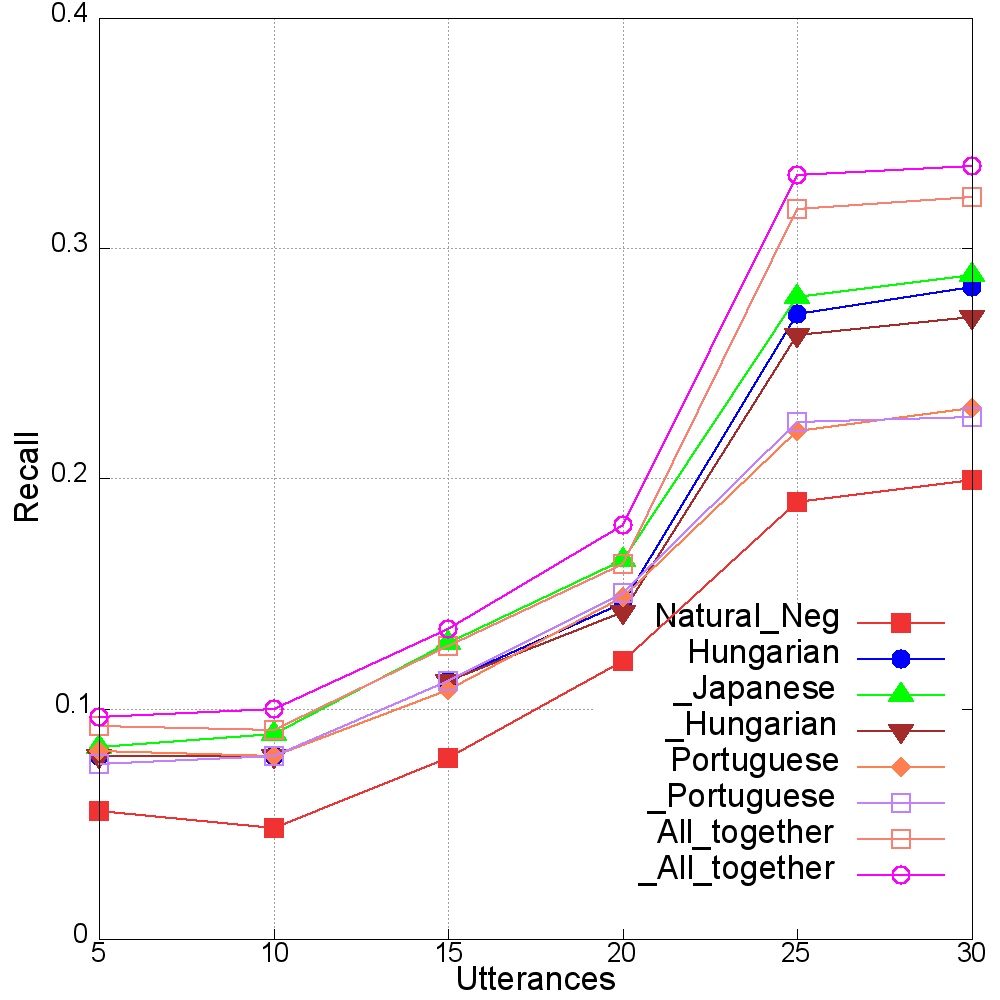 0.4
0.3
0.2
0.1
0
Recall
5 10 15 20 25 30
Utterances
Natural_Neg
Hungarian
_Japanese
_Hungarian
Portuguese
_Portuguese
All_together
_All_together